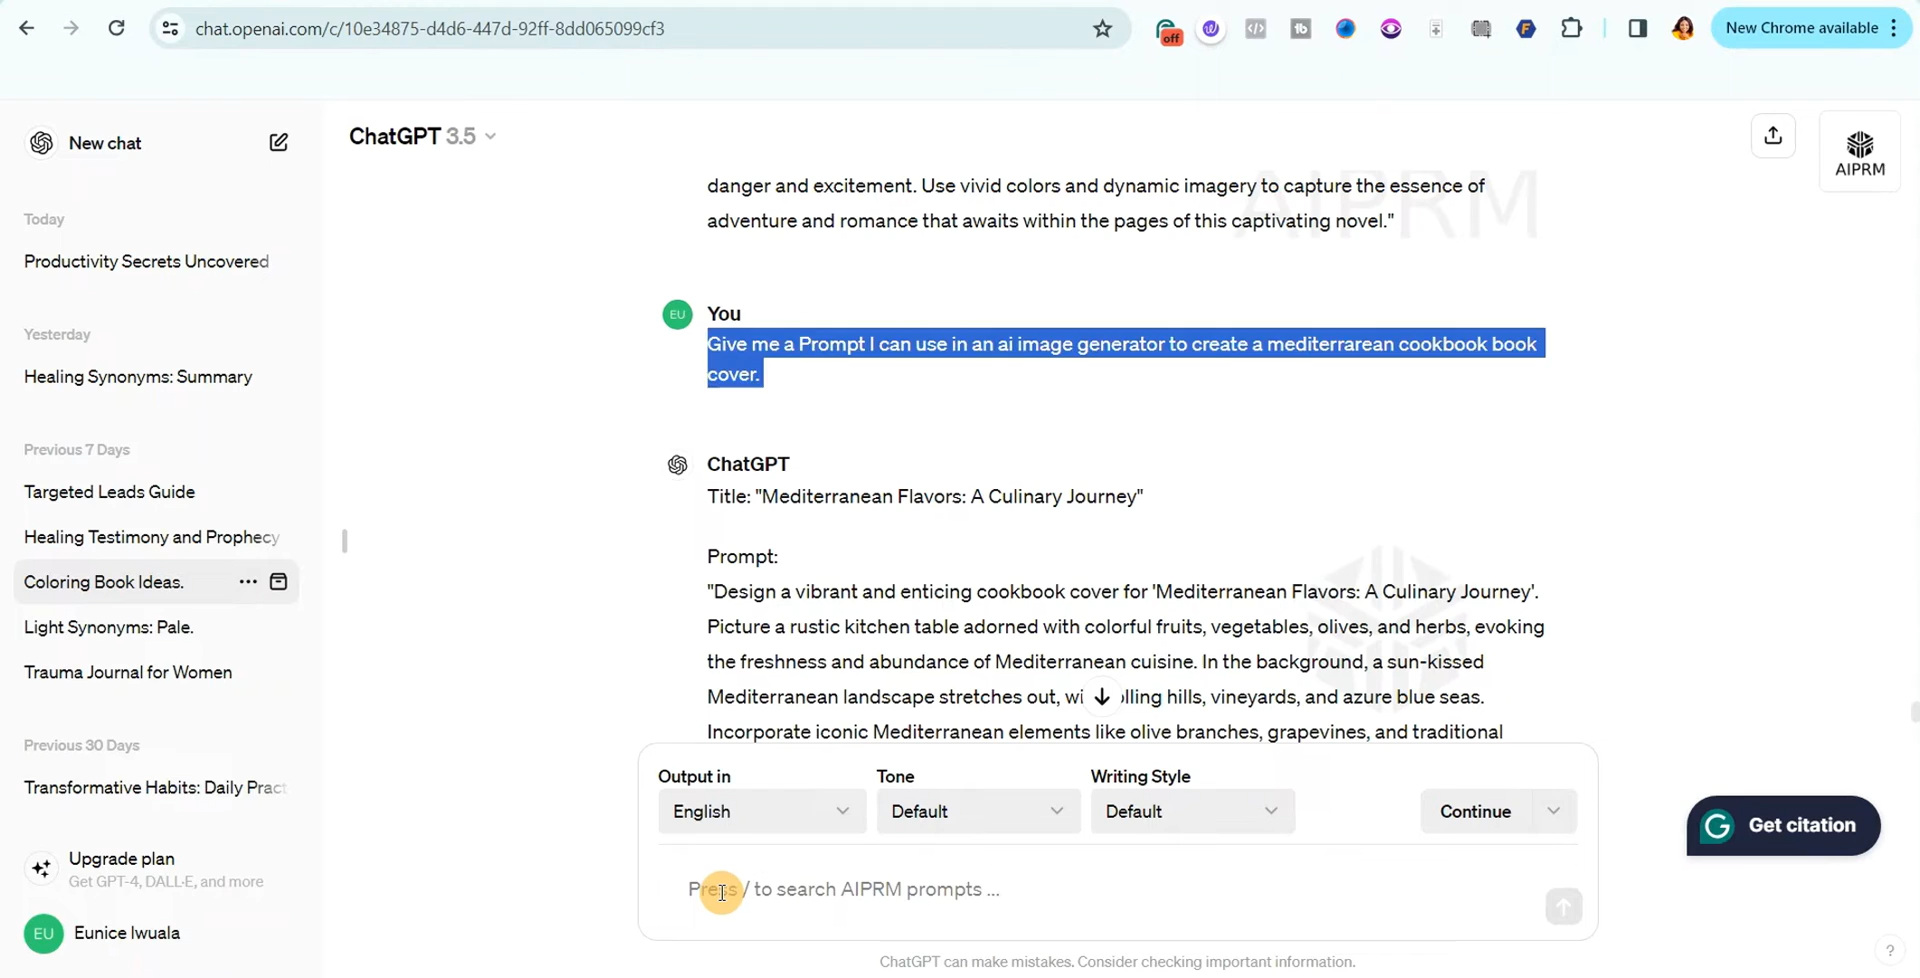 chat.openai.com/c/10e34875-d4d6-447d-92ff-8dd065099cf3
off
tb
F
New Chrome available
New chat
Today
Productivity Secrets Uncovered
Yesterday
Healing Synonyms: Summary
Previous 7 Days
Targeted Leads Guide
Healing Testimony and Prophecy
Coloring Book Ideas.
Light Synonyms: Pale.
Trauma Journal for Women
Previous 30 Days
Transformative Habits: Daily Pract
Upgrade plan
Get GPT-4, DALL·E, and more
EU Eunice Iwuala
ChatGPT 3.5
AIPRM
AIPRM
danger and excitement. Use vivid colors and dynamic imagery to capture the essence of
adventure and romance that awaits within the pages of this captivating novel."
EU You
Give me a Prompt I can use in an ai image generator to create a mediterrarean cookbook book
cover.
ChatGPT
Title: "Mediterranean Flavors: A Culinary Journey"
Prompt:
"Design a vibrant and enticing cookbook cover for 'Mediterranean Flavors: A Culinary Journey'.
Picture a rustic kitchen table adorned with colorful fruits, vegetables, olives, and herbs, evoking
the freshness and abundance of Mediterranean cuisine. In the background, a sun-kissed
Mediterranean landscape stretches out, hills, vineyards, and azure blue seas.
Incorporate iconic Mediterranean elements like olive branches, grapevines, and traditional
Output in Tone Writing Style
English Default Default Continue
Press / to search AIPRM prompts ...
Get citation
ChatGPT can make mistakes. Consider checking important information.
?